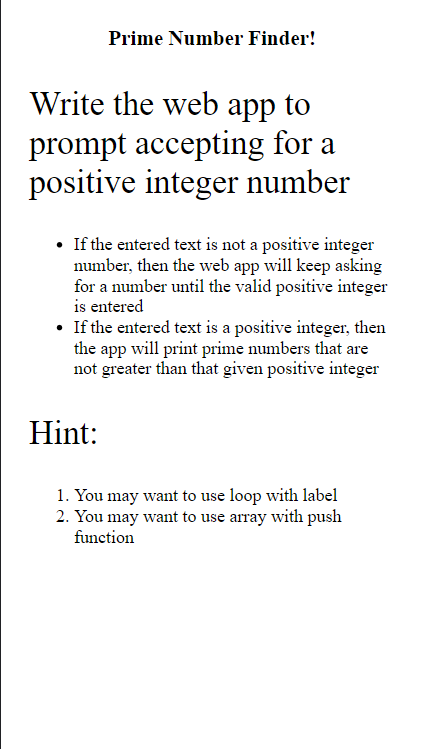 Prime Number Finder!
Write the web app to
prompt accepting for a
positive integer number
• If the entered text is not a positive integer
number, then the web app will keep asking
for a number until the valid positive integer
is entered
• If the entered text is a positive integer, then
the app will print prime numbers that are
not greater than that given positive integer
Hint:
1. You may want to use loop with label
2. You may want to use array with push
function